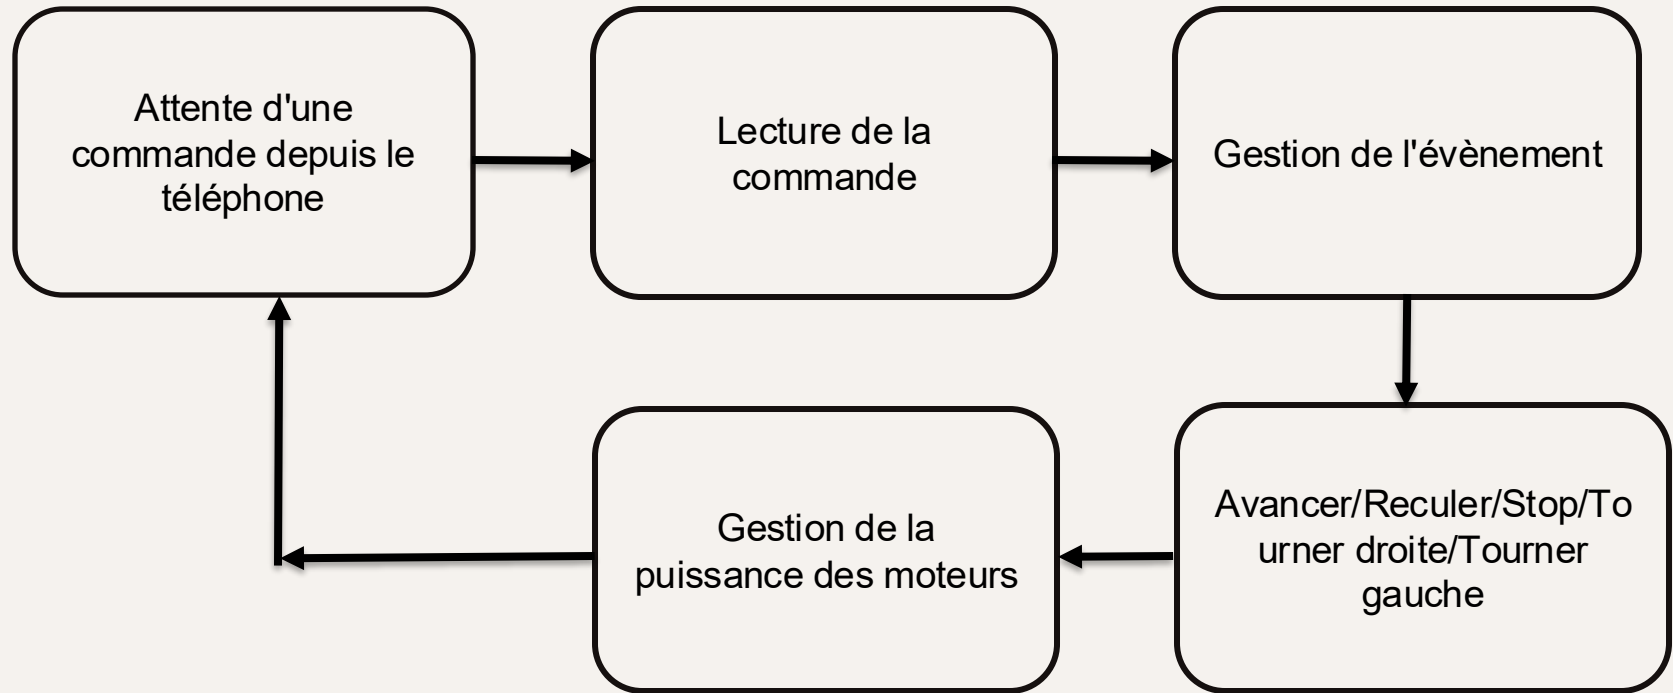 Attente d'une
commande depuis le
téléphone
Lecture de la
commande
Gestion de l'évènement
Avancer/Reculer/Stop/To
urner droite/Tourner
gauche
Gestion de la
puissance des moteurs